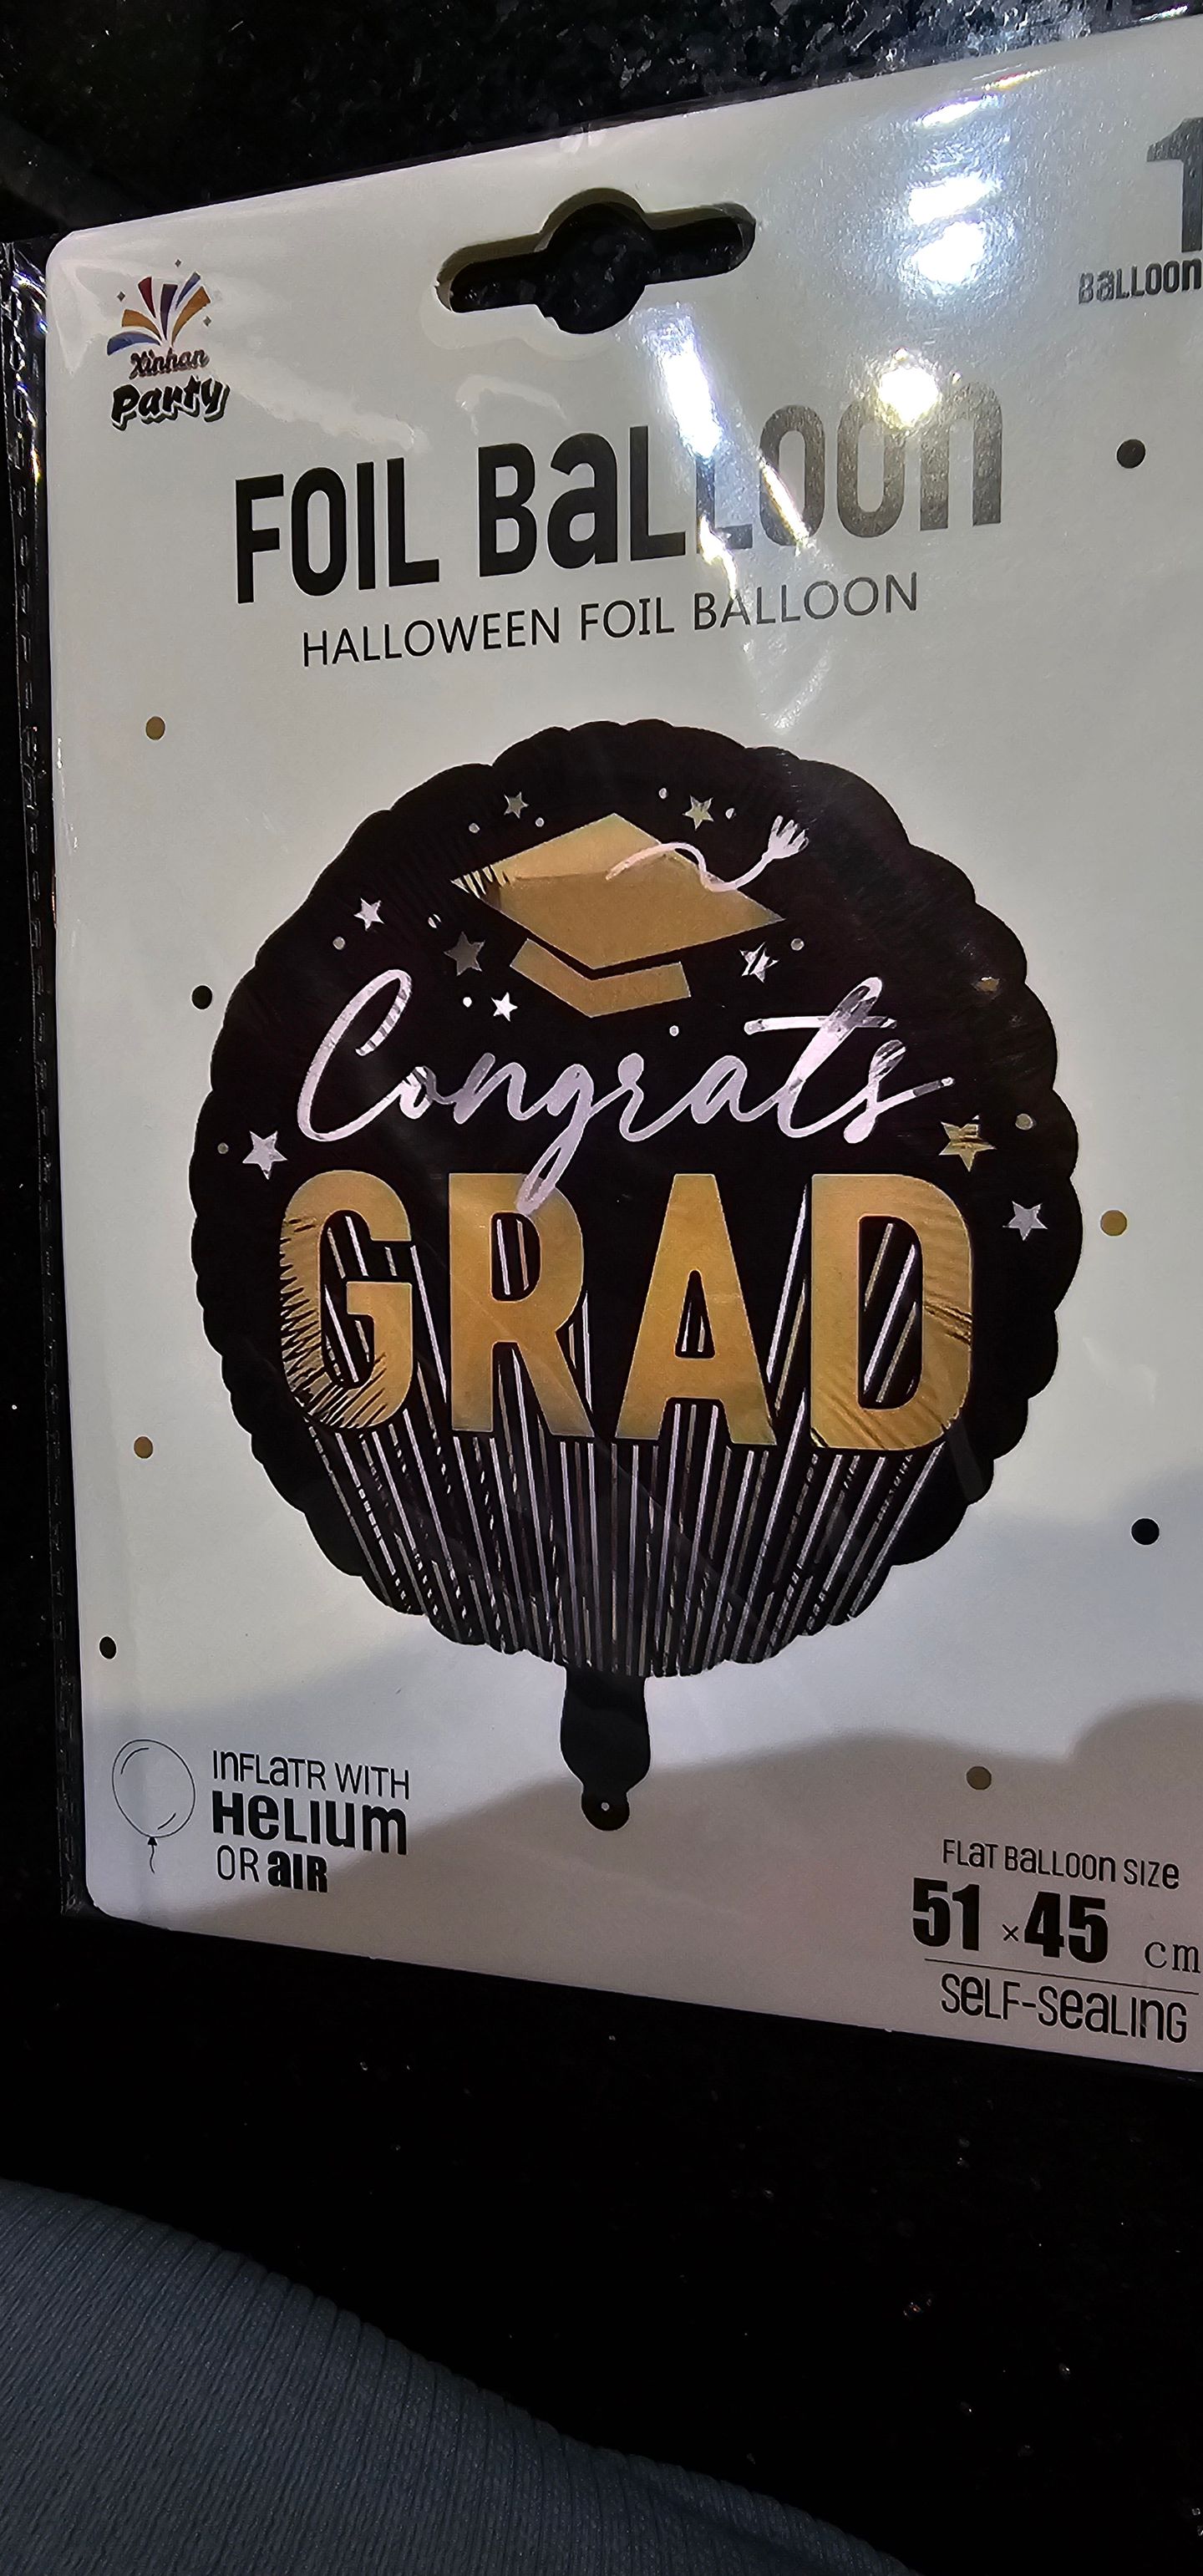 1
BaLLOOn
Xinhan
Party
FOIL BaLLOOn
HALLOWEEN FOIL BALLOON
Congrats
GRAD
InFLaTR WITH
HeLIUm
OR aIR
FLaT BaLLOOn SIZe
51 ×45 cm
SeLF-SeaLInG